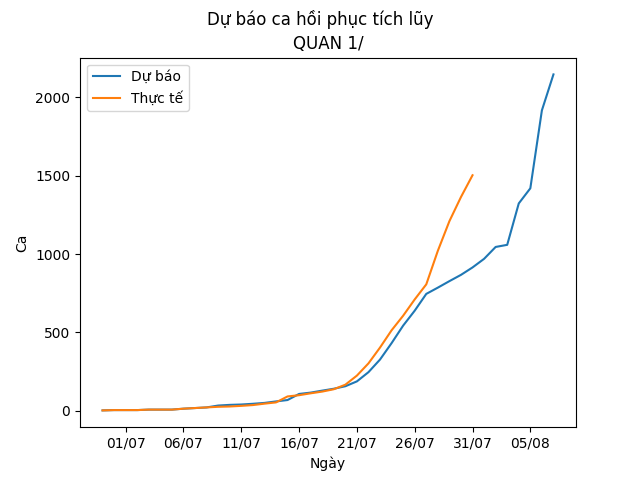 Dự báo ca hồi phục tích lũy
QUAN 1/
Dự báo
Thực tế
2000
1500
1000
500
0
Ca
01/07 06/07 11/07 16/07 21/07 26/07 31/07 05/08
Ngày